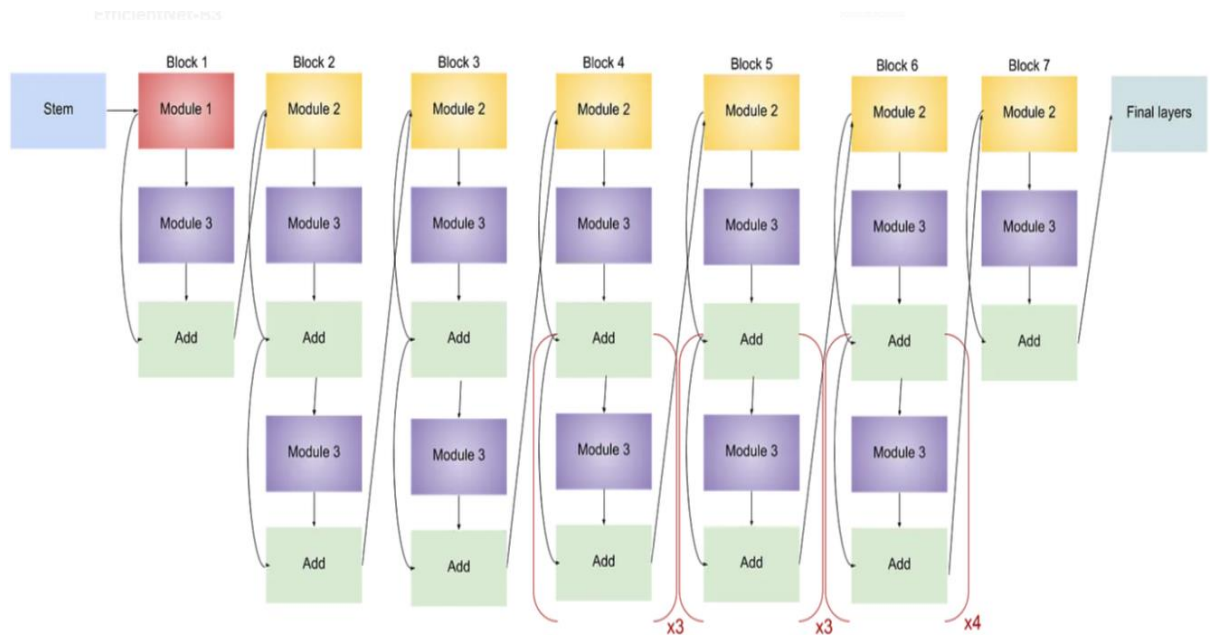 EfficientNet-B3
Block 1
Block 2
Block 3
Block 4
Block 5
Block 6
Block 7
Stem
Module 1
Module 2
Module 2
Module 2
Module 2
Module 2
Module 2
Final layers
Module 3
Module 3
Module 3
Module 3
Module 3
Module 3
Module 3
Add
Add
Add
Add
Add
Add
Add
Module 3
Module 3
Module 3
Module 3
Module 3
Add
Add
Add
Add
Add
x3
x3
x4